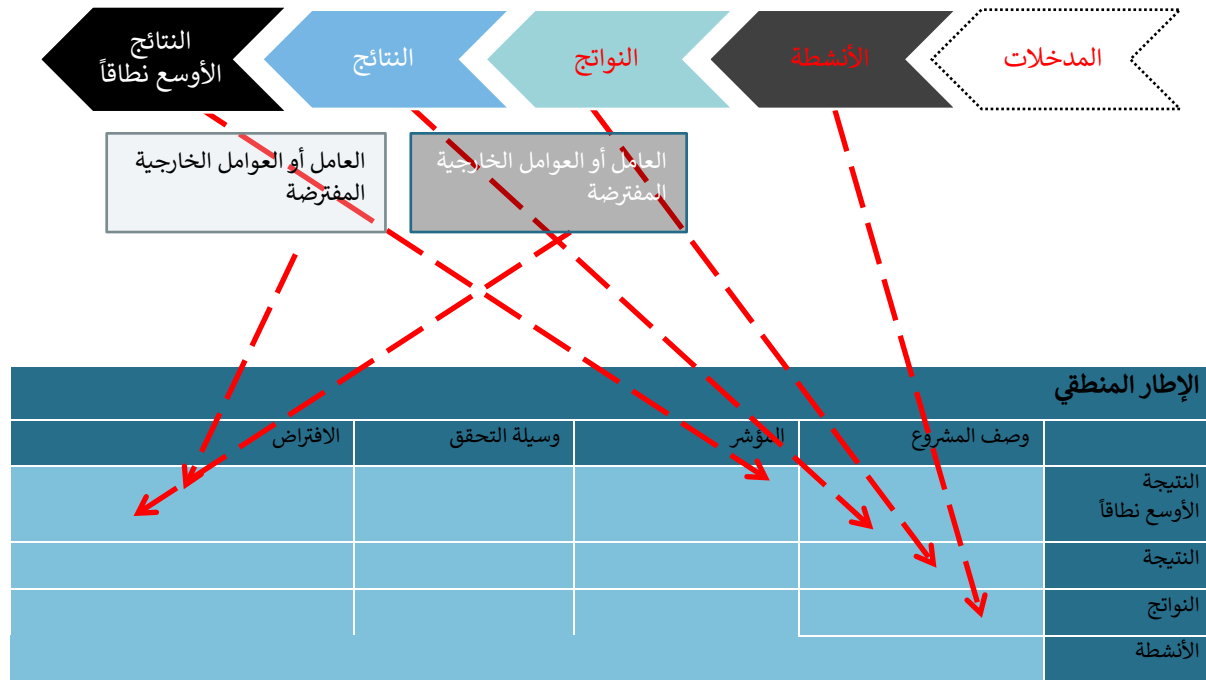 المدخلات
الأنشطة
النواتج
النتائج
النتائج
الأوسع نطاقاً
العامل أو العوامل الخارجية
المفترضة
العامل أو العوامل الخارجية
المفترضة
الإطار المنطقي
وصف المشروع
المؤشر
وسيلة التحقق
الافتراض
النتيجة
الأوسع نطاقاً
النتيجة
النواتج
الأنشطة